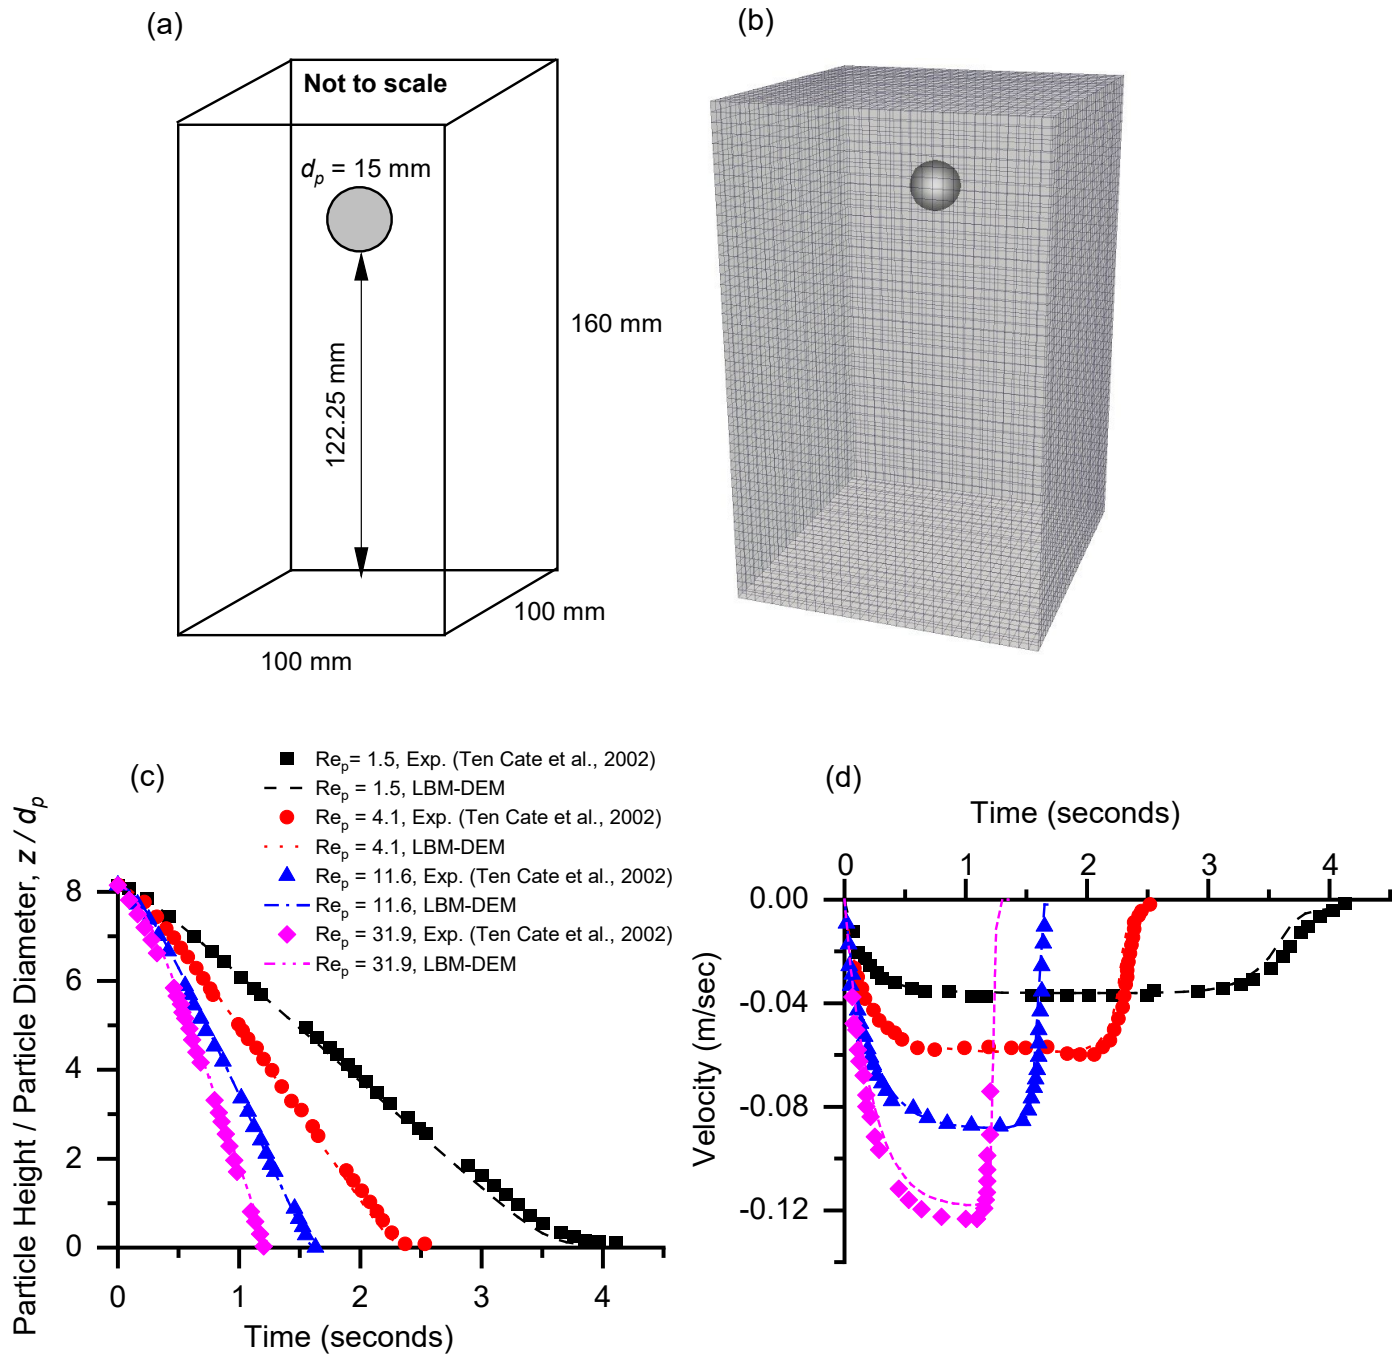 (a)
Not to scale
d_p = 15 mm
122.25 mm
160 mm
100 mm
100 mm
(b)
(c)
Re_p= 1.5, Exp. (Ten Cate et al., 2002)
Re_p = 1.5, LBM-DEM
Re_p = 4.1, Exp. (Ten Cate et al., 2002)
Re_p = 4.1, LBM-DEM
Re_p = 11.6, Exp. (Ten Cate et al., 2002)
Re_p = 11.6, LBM-DEM
Re_p = 31.9, Exp. (Ten Cate et al., 2002)
Re_p = 31.9, LBM-DEM
Particle Height / Particle Diameter, z / d_p
8
6
4
2
0
0 1 2 3 4
Time (seconds)
(d)
Time (seconds)
0 1 2 3 4
0.00
-0.04
-0.08
-0.12
Velocity (m/sec)